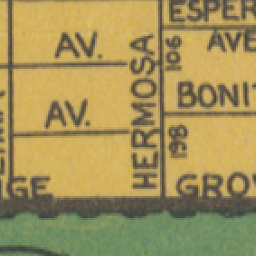 ESPER
AV.
AVE
HERMOSA
106
BONIT
AV.
198
GE
GROV